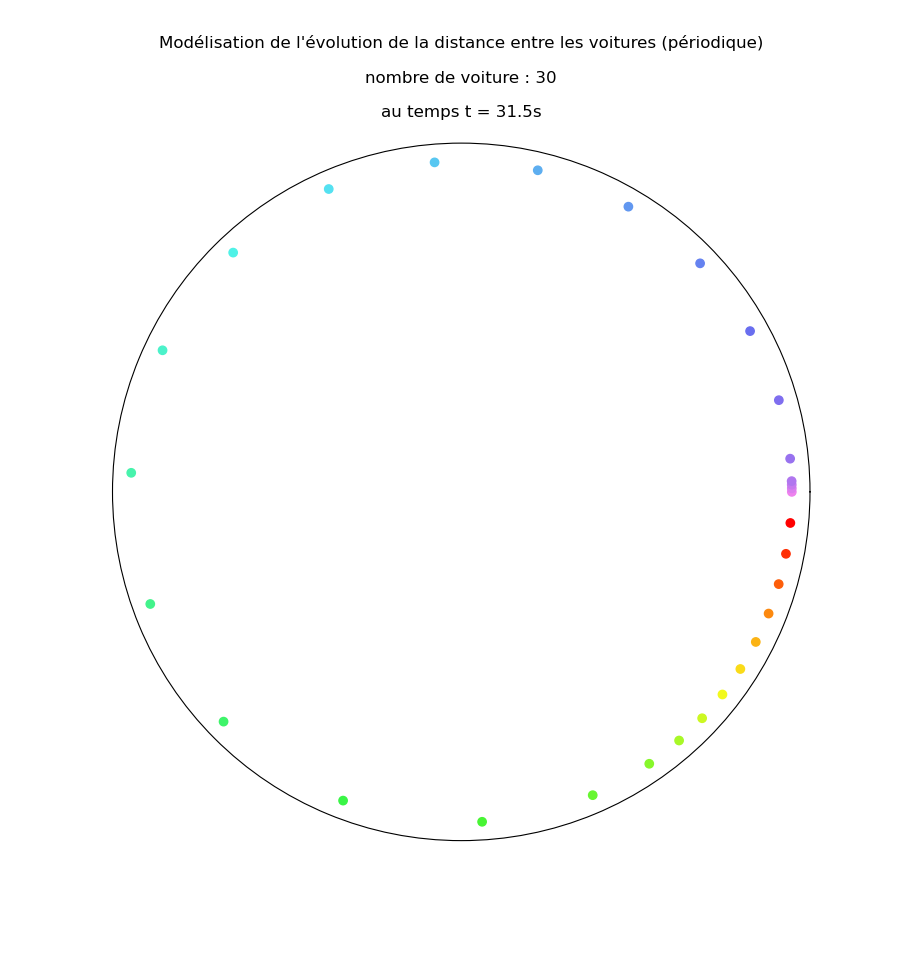 Modélisation de l'évolution de la distance entre les voitures (périodique)
nombre de voiture : 30
au temps t = 31.5s